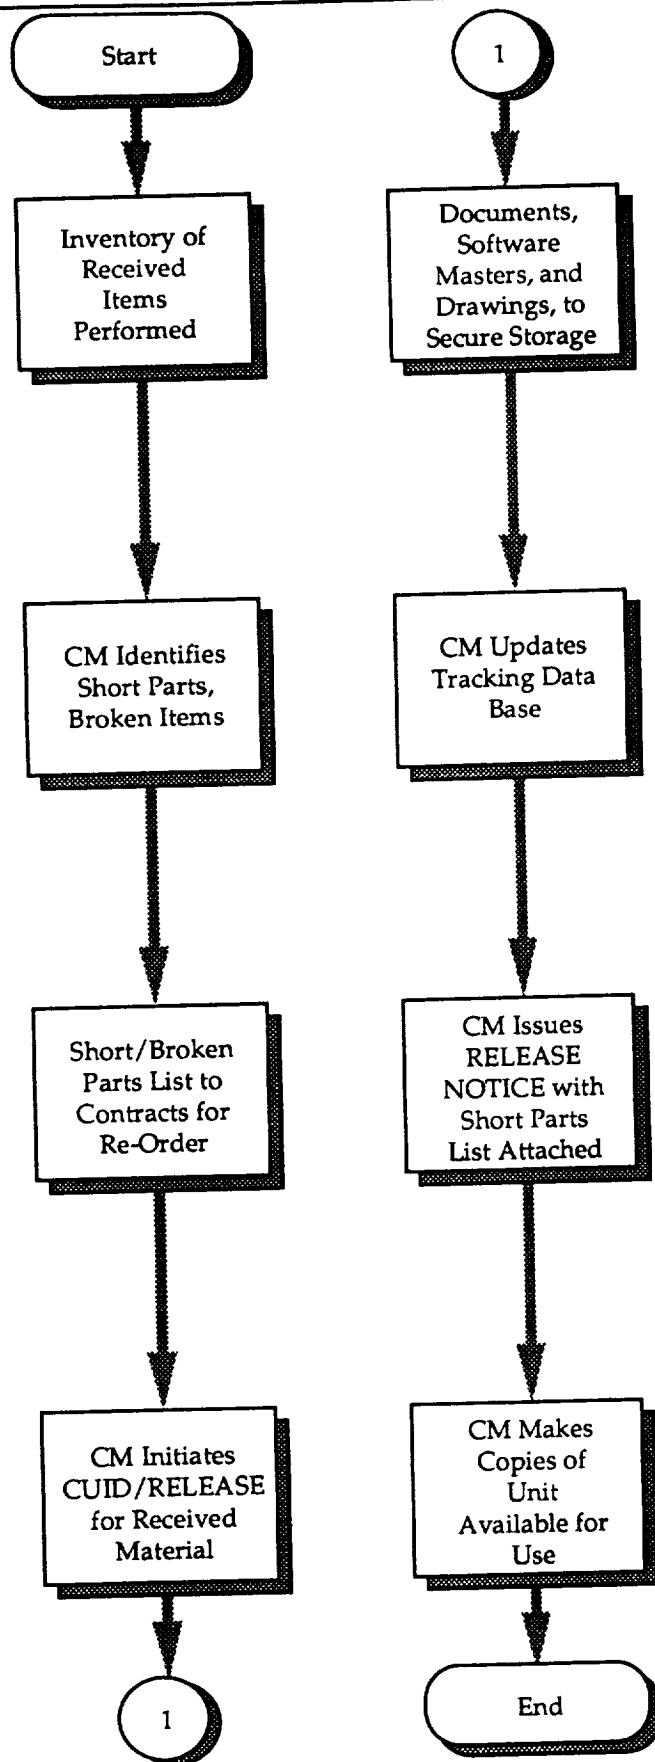 Start
Inventory of
Received
Items
Performed
CM Identifies
Short Parts,
Broken Items
Short/Broken
Parts List to
Contracts for
Re-Order
CM Initiates
CUID/RELEASE
for Received
Material
1
1
Documents,
Software
Masters, and
Drawings, to
Secure Storage
CM Updates
Tracking Data
Base
CM Issues
RELEASE
NOTICE with
Short Parts
List Attached
CM Makes
Copies of
Unit
Available for
Use
End